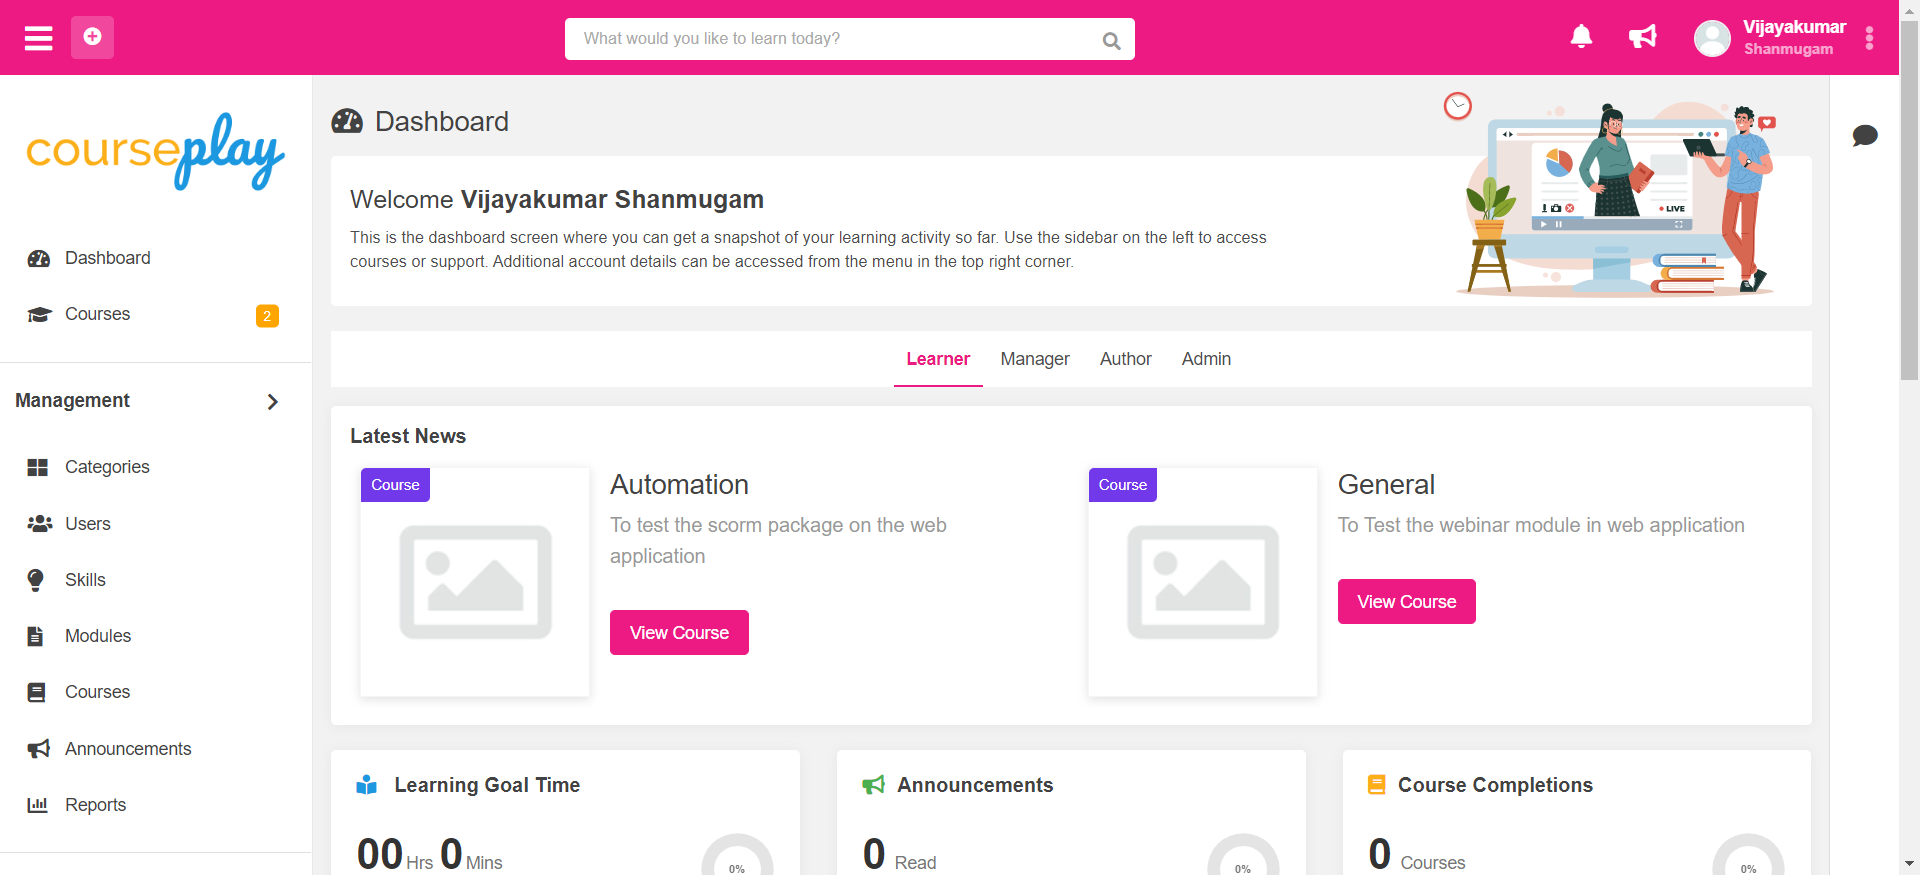 What would you like to learn today?
Vijayakumar
Shanmugam
courseplay
Dashboard
Courses
2
Management
Categories
Users
Skills
Modules
Courses
Announcements
Reports
Dashboard
Welcome Vijayakumar Shanmugam
This is the dashboard screen where you can get a snapshot of your learning activity so far. Use the sidebar on the left to access
courses or support. Additional account details can be accessed from the menu in the top right corner.
LIVE
Learner
Manager
Author
Admin
Latest News
Course
Automation
To test the scorm package on the web
application
View Course
Course
General
To Test the webinar module in web application
View Course
Learning Goal Time
00 Hrs 0 Mins
0%
Announcements
0 Read
0%
Course Completions
0 Courses
0%